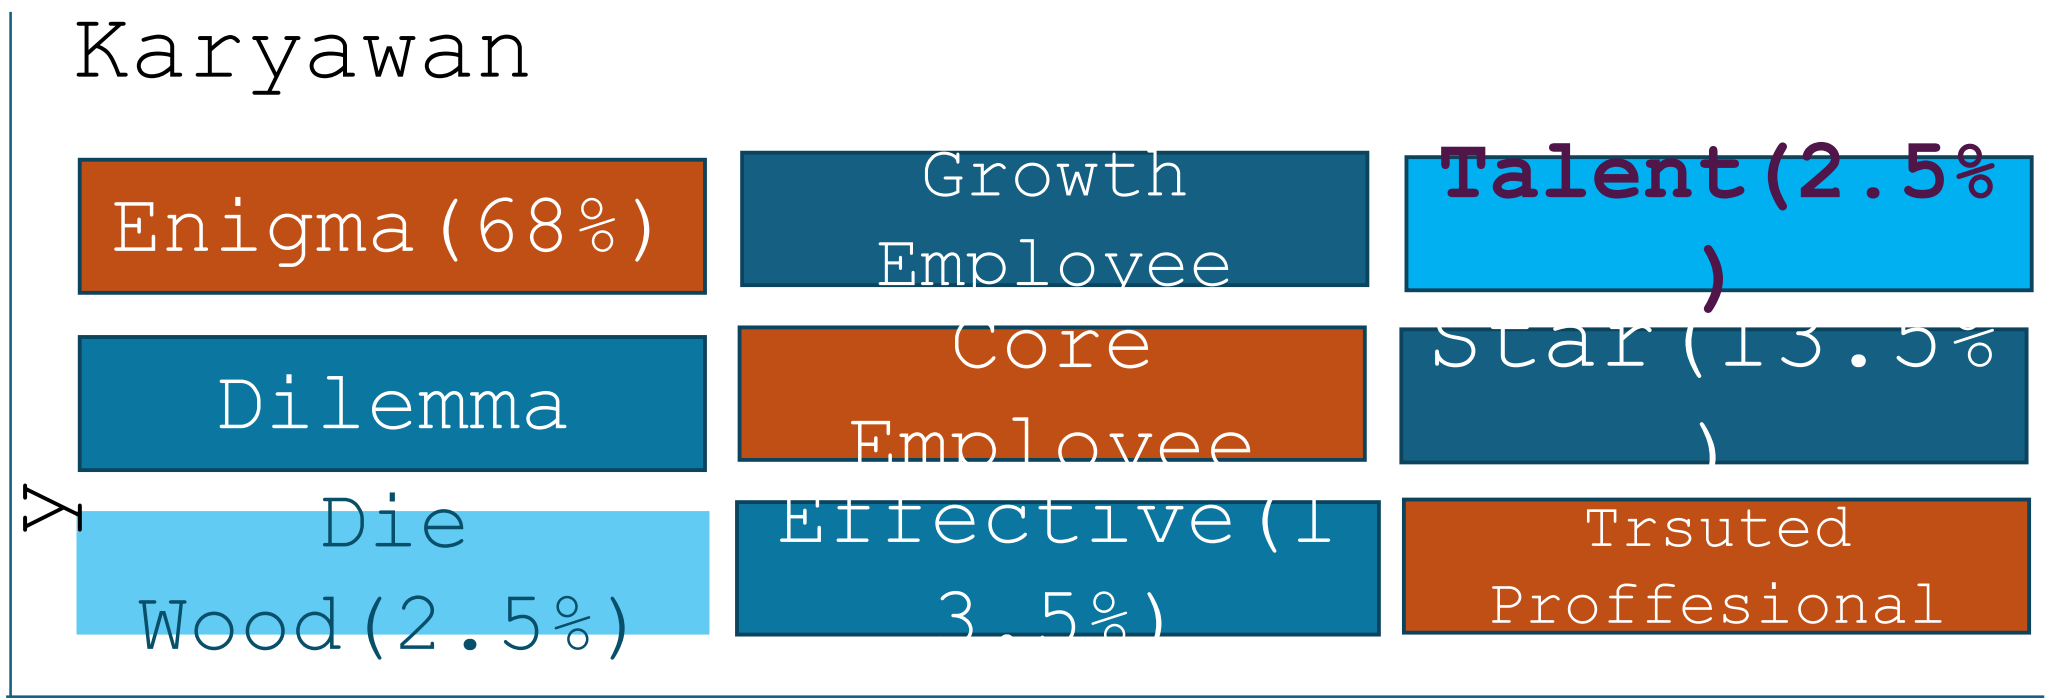 Karyawan
Enigma(68%)
Growth
Employee
Talent(2.5%
)
Dilemma
Core
Employee
Star(13.5%
)
y
Die
Wood(2.5%)
Effective(1
3.5%)
Trsuted
Proffesional